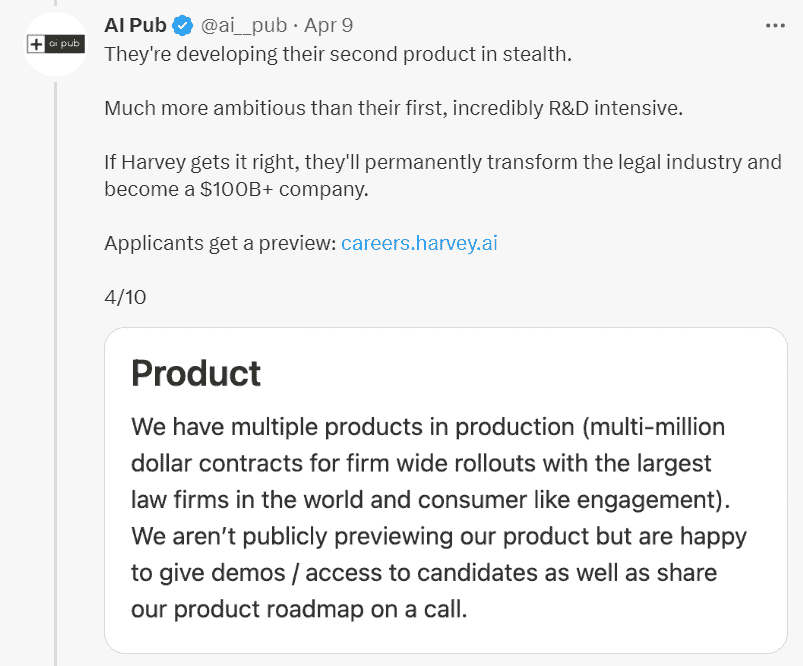 AI Pub @ai__pub · Apr 9
+ ai pub
They're developing their second product in stealth.
Much more ambitious than their first, incredibly R&D intensive.
If Harvey gets it right, they'll permanently transform the legal industry and
become a $100B+ company.
Applicants get a preview: careers.harvey.ai
4/10
Product
We have multiple products in production (multi-million
dollar contracts for firm wide rollouts with the largest
law firms in the world and consumer like engagement).
We aren't publicly previewing our product but are happy
to give demos / access to candidates as well as share
our product roadmap on a call.